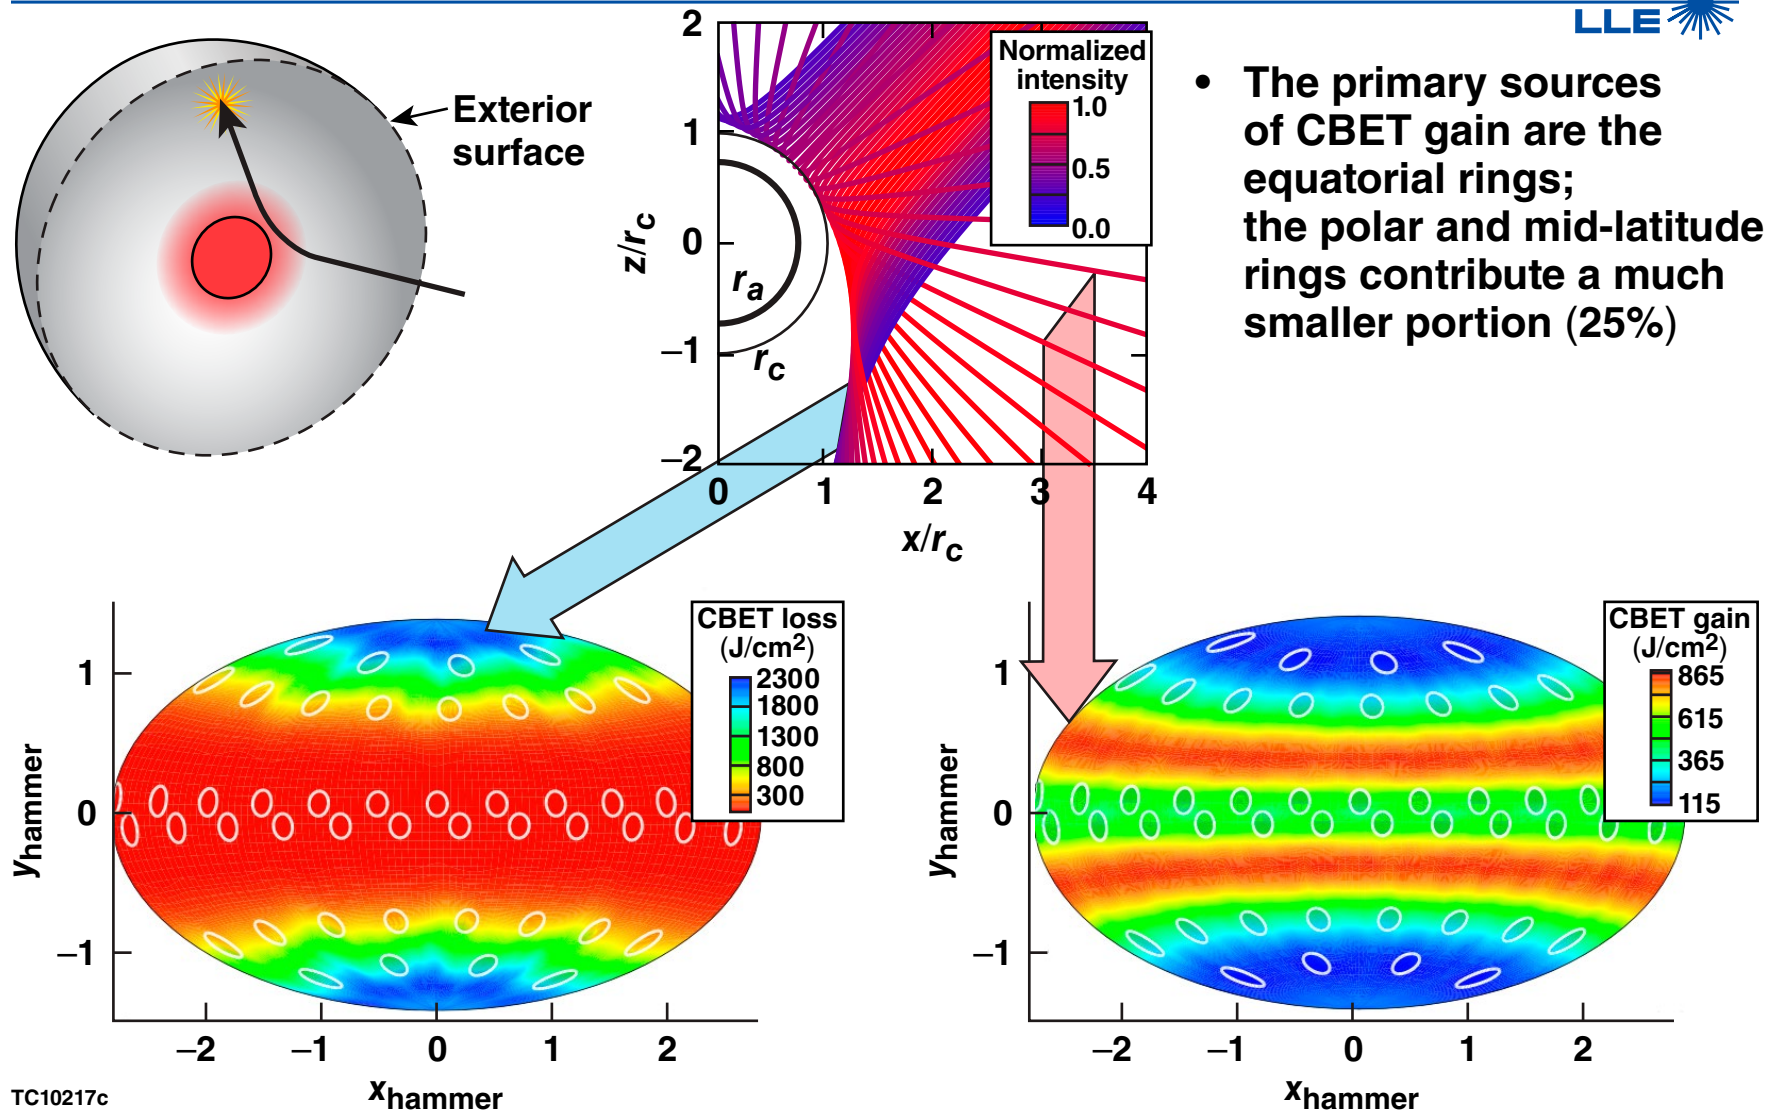 LLE
Exterior
surface
2
1
0
–1
–2
z/rc
ra
rc
0
1
2
3
4
x/rc
Normalized
intensity
1.0
0.5
0.0
• The primary sources
of CBET gain are the
equatorial rings;
the polar and mid-latitude
rings contribute a much
smaller portion (25%)
CBET loss
(J/cm2)
2300
1800
1300
800
300
1
0
–1
yhammer
–2
–1
0
1
2
xhammer
CBET gain
(J/cm2)
865
615
365
115
1
0
–1
yhammer
–2
–1
0
1
2
xhammer
TC10217c